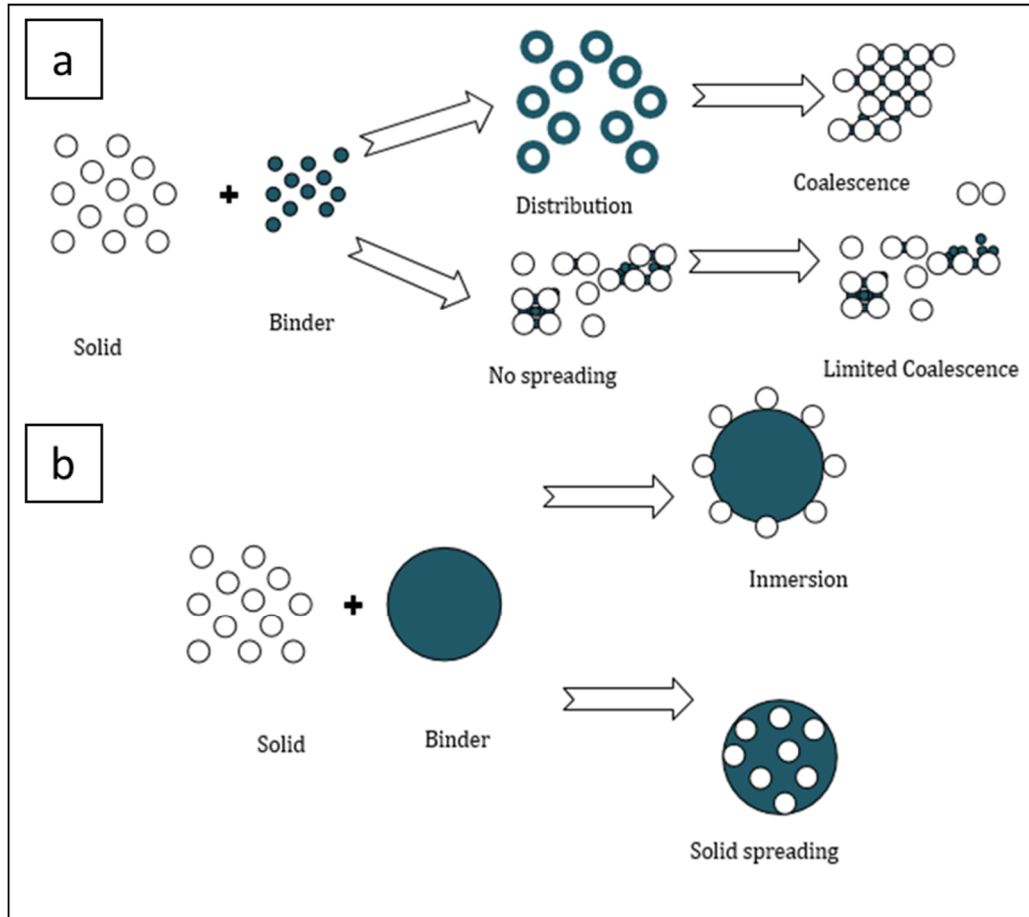 a
Solid
+
Binder
Distribution
Coalescence
No spreading
Limited Coalescence
b
Solid
+
Binder
Inmersion
Solid spreading